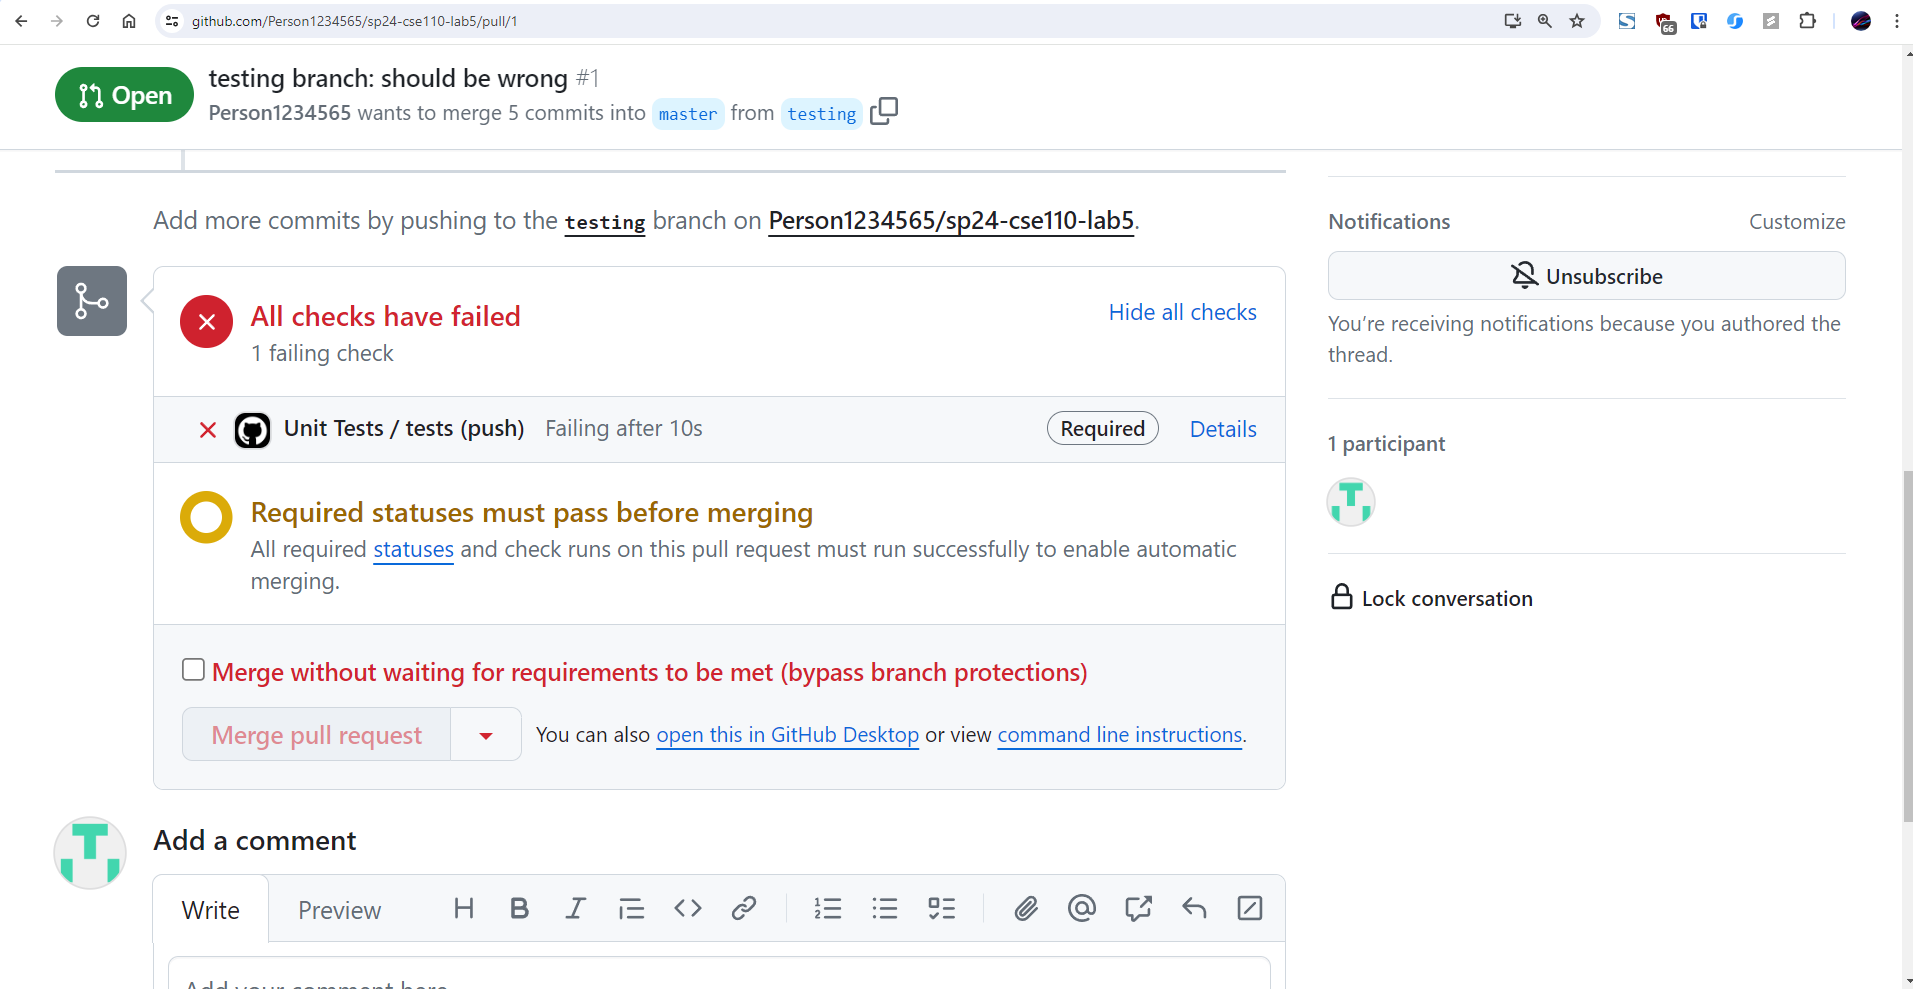 github.com/Person1234565/sp24-cse110-lab5/pull/1
66
Open
testing branch: should be wrong #1
Person1234565 wants to merge 5 commits into master from testing
Add more commits by pushing to the testing branch on Person1234565/sp24-cse110-lab5.
All checks have failed
1 failing check
Hide all checks
Unit Tests / tests (push) Failing after 10s Required Details
Required statuses must pass before merging
All required statuses and check runs on this pull request must run successfully to enable automatic
merging.
Merge without waiting for requirements to be met (bypass branch protections)
Merge pull request
You can also open this in GitHub Desktop or view command line instructions.
Add a comment
Write Preview
Add your comment here
Notifications Customize
Unsubscribe
You’re receiving notifications because you authored the
thread.
1 participant
Lock conversation